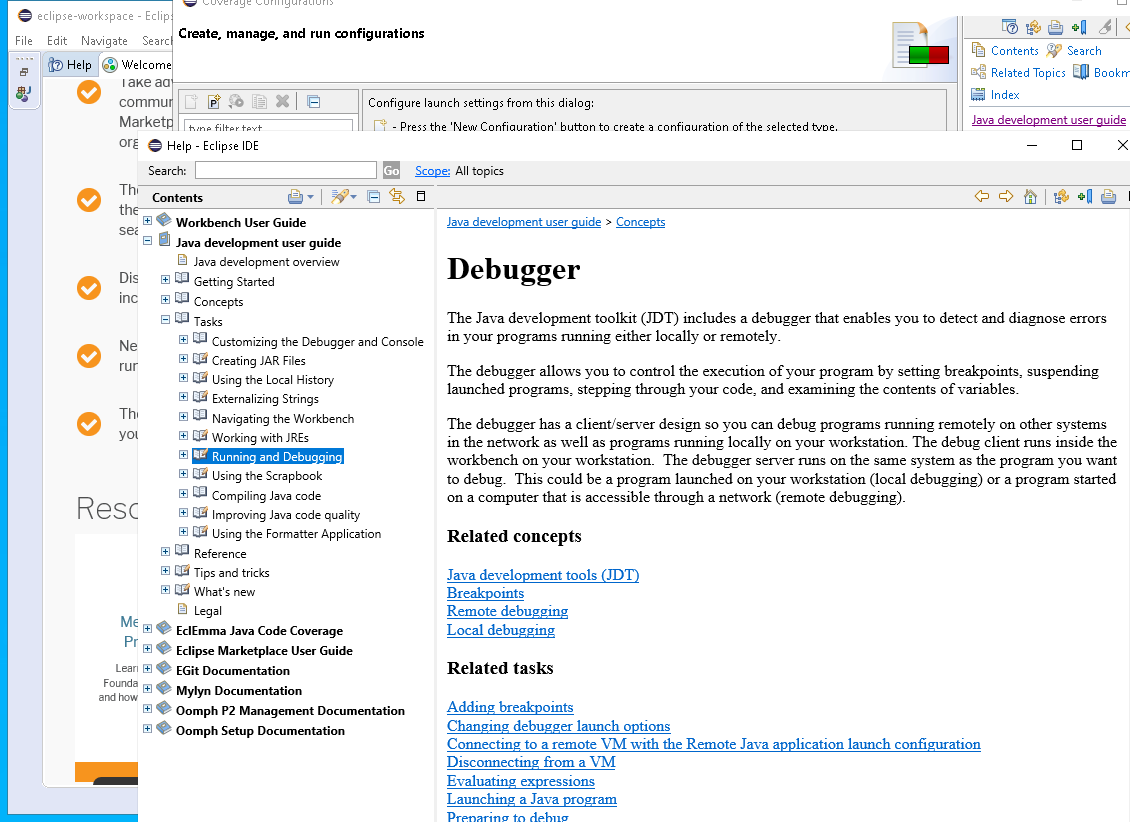 Coverage Configurations
eclipse-workspace - Eclips
File Edit Navigate Search
Create, manage, and run configurations
Help
Welcome
Contents Search
Related Topics Bookm
Index
Java development user guide
Configure launch settings from this dialog:
- Press the 'New Configuration' button to create a configuration of the selected type.
type filter text
Take adv
commun
Marketp
org
The
the
sea
Dis
inc
Ne
run
The
you
Reso
Me
Pr
Learn
Founda
and how
Help - Eclipse IDE
Search:
Go
Scope: All topics
Contents
Workbench User Guide
Java development user guide
Java development overview
Getting Started
Concepts
Tasks
Customizing the Debugger and Console
Creating JAR Files
Using the Local History
Externalizing Strings
Navigating the Workbench
Working with JREs
Running and Debugging
Using the Scrapbook
Compiling Java code
Improving Java code quality
Using the Formatter Application
Reference
Tips and tricks
What's new
Legal
EclEmma Java Code Coverage
Eclipse Marketplace User Guide
EGit Documentation
Mylyn Documentation
Oomph P2 Management Documentation
Oomph Setup Documentation
Java development user guide > Concepts
Debugger
The Java development toolkit (JDT) includes a debugger that enables you to detect and diagnose errors
in your programs running either locally or remotely.
The debugger allows you to control the execution of your program by setting breakpoints, suspending
launched programs, stepping through your code, and examining the contents of variables.
The debugger has a client/server design so you can debug programs running remotely on other systems
in the network as well as programs running locally on your workstation. The debug client runs inside the
workbench on your workstation. The debugger server runs on the same system as the program you want
to debug. This could be a program launched on your workstation (local debugging) or a program started
on a computer that is accessible through a network (remote debugging).
Related concepts
Java development tools (JDT)
Breakpoints
Remote debugging
Local debugging
Related tasks
Adding breakpoints
Changing debugger launch options
Connecting to a remote VM with the Remote Java application launch configuration
Disconnecting from a VM
Evaluating expressions
Launching a Java program
Preparing to debug